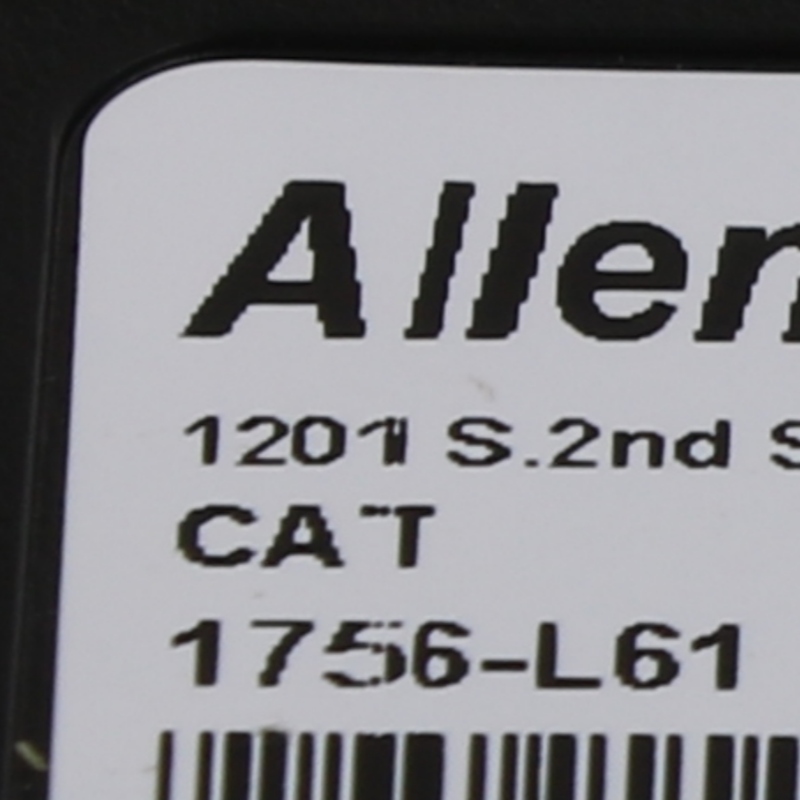 Allen
1201 S.2nd S
CAT
1756-L61